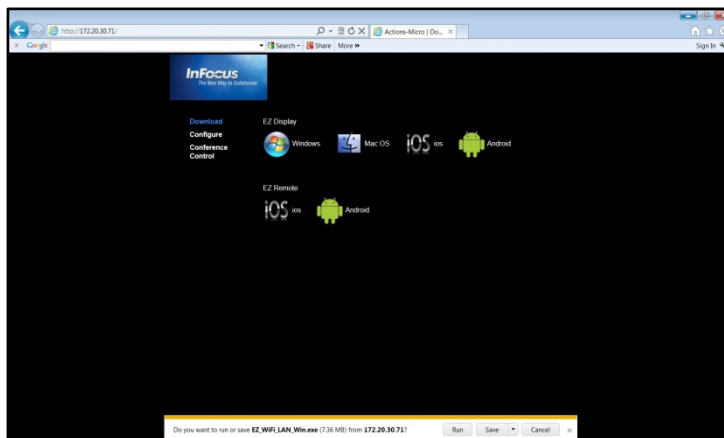 http://172.20.30.71/
Actions-Micro | Do...
x Google
Search
Share
More »
Sign In
InFocus
The New Way to Collaborate
Download
Configure
Conference
Control
EZ Display
Windows
Mac OS
iOS ios
Android
EZ Remote
iOS ios
Android
Do you want to run or save EZ_WiFi_LAN_Win.exe (7.36 MB) from 172.20.30.71?
Run
Save
Cancel
x